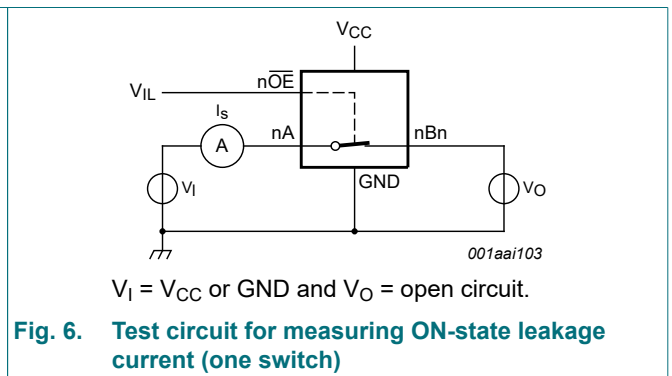 VCC
nOE
VIL
IS
A
nA
nBn
GND
VI
VO
001aai103
VI = VCC or GND and VO = open circuit.
Fig. 6. Test circuit for measuring ON-state leakage
current (one switch)